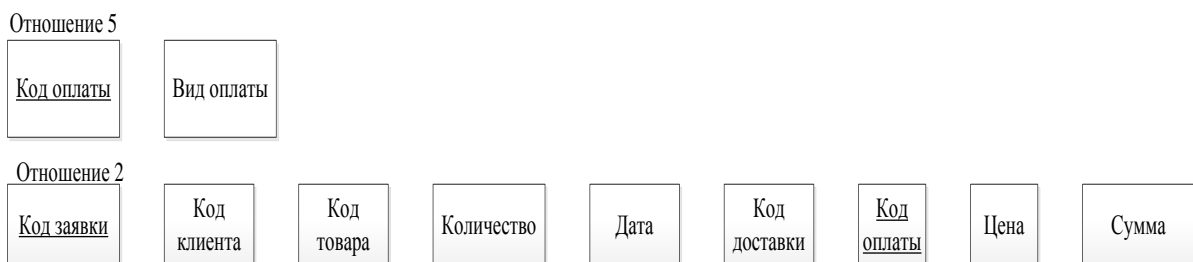 Отношение 5
Код оплаты
Вид оплаты
Отношение 2
Код заявки
Код
клиента
Код
товара
Количество
Дата
Код
доставки
Код
оплаты
Цена
Сумма